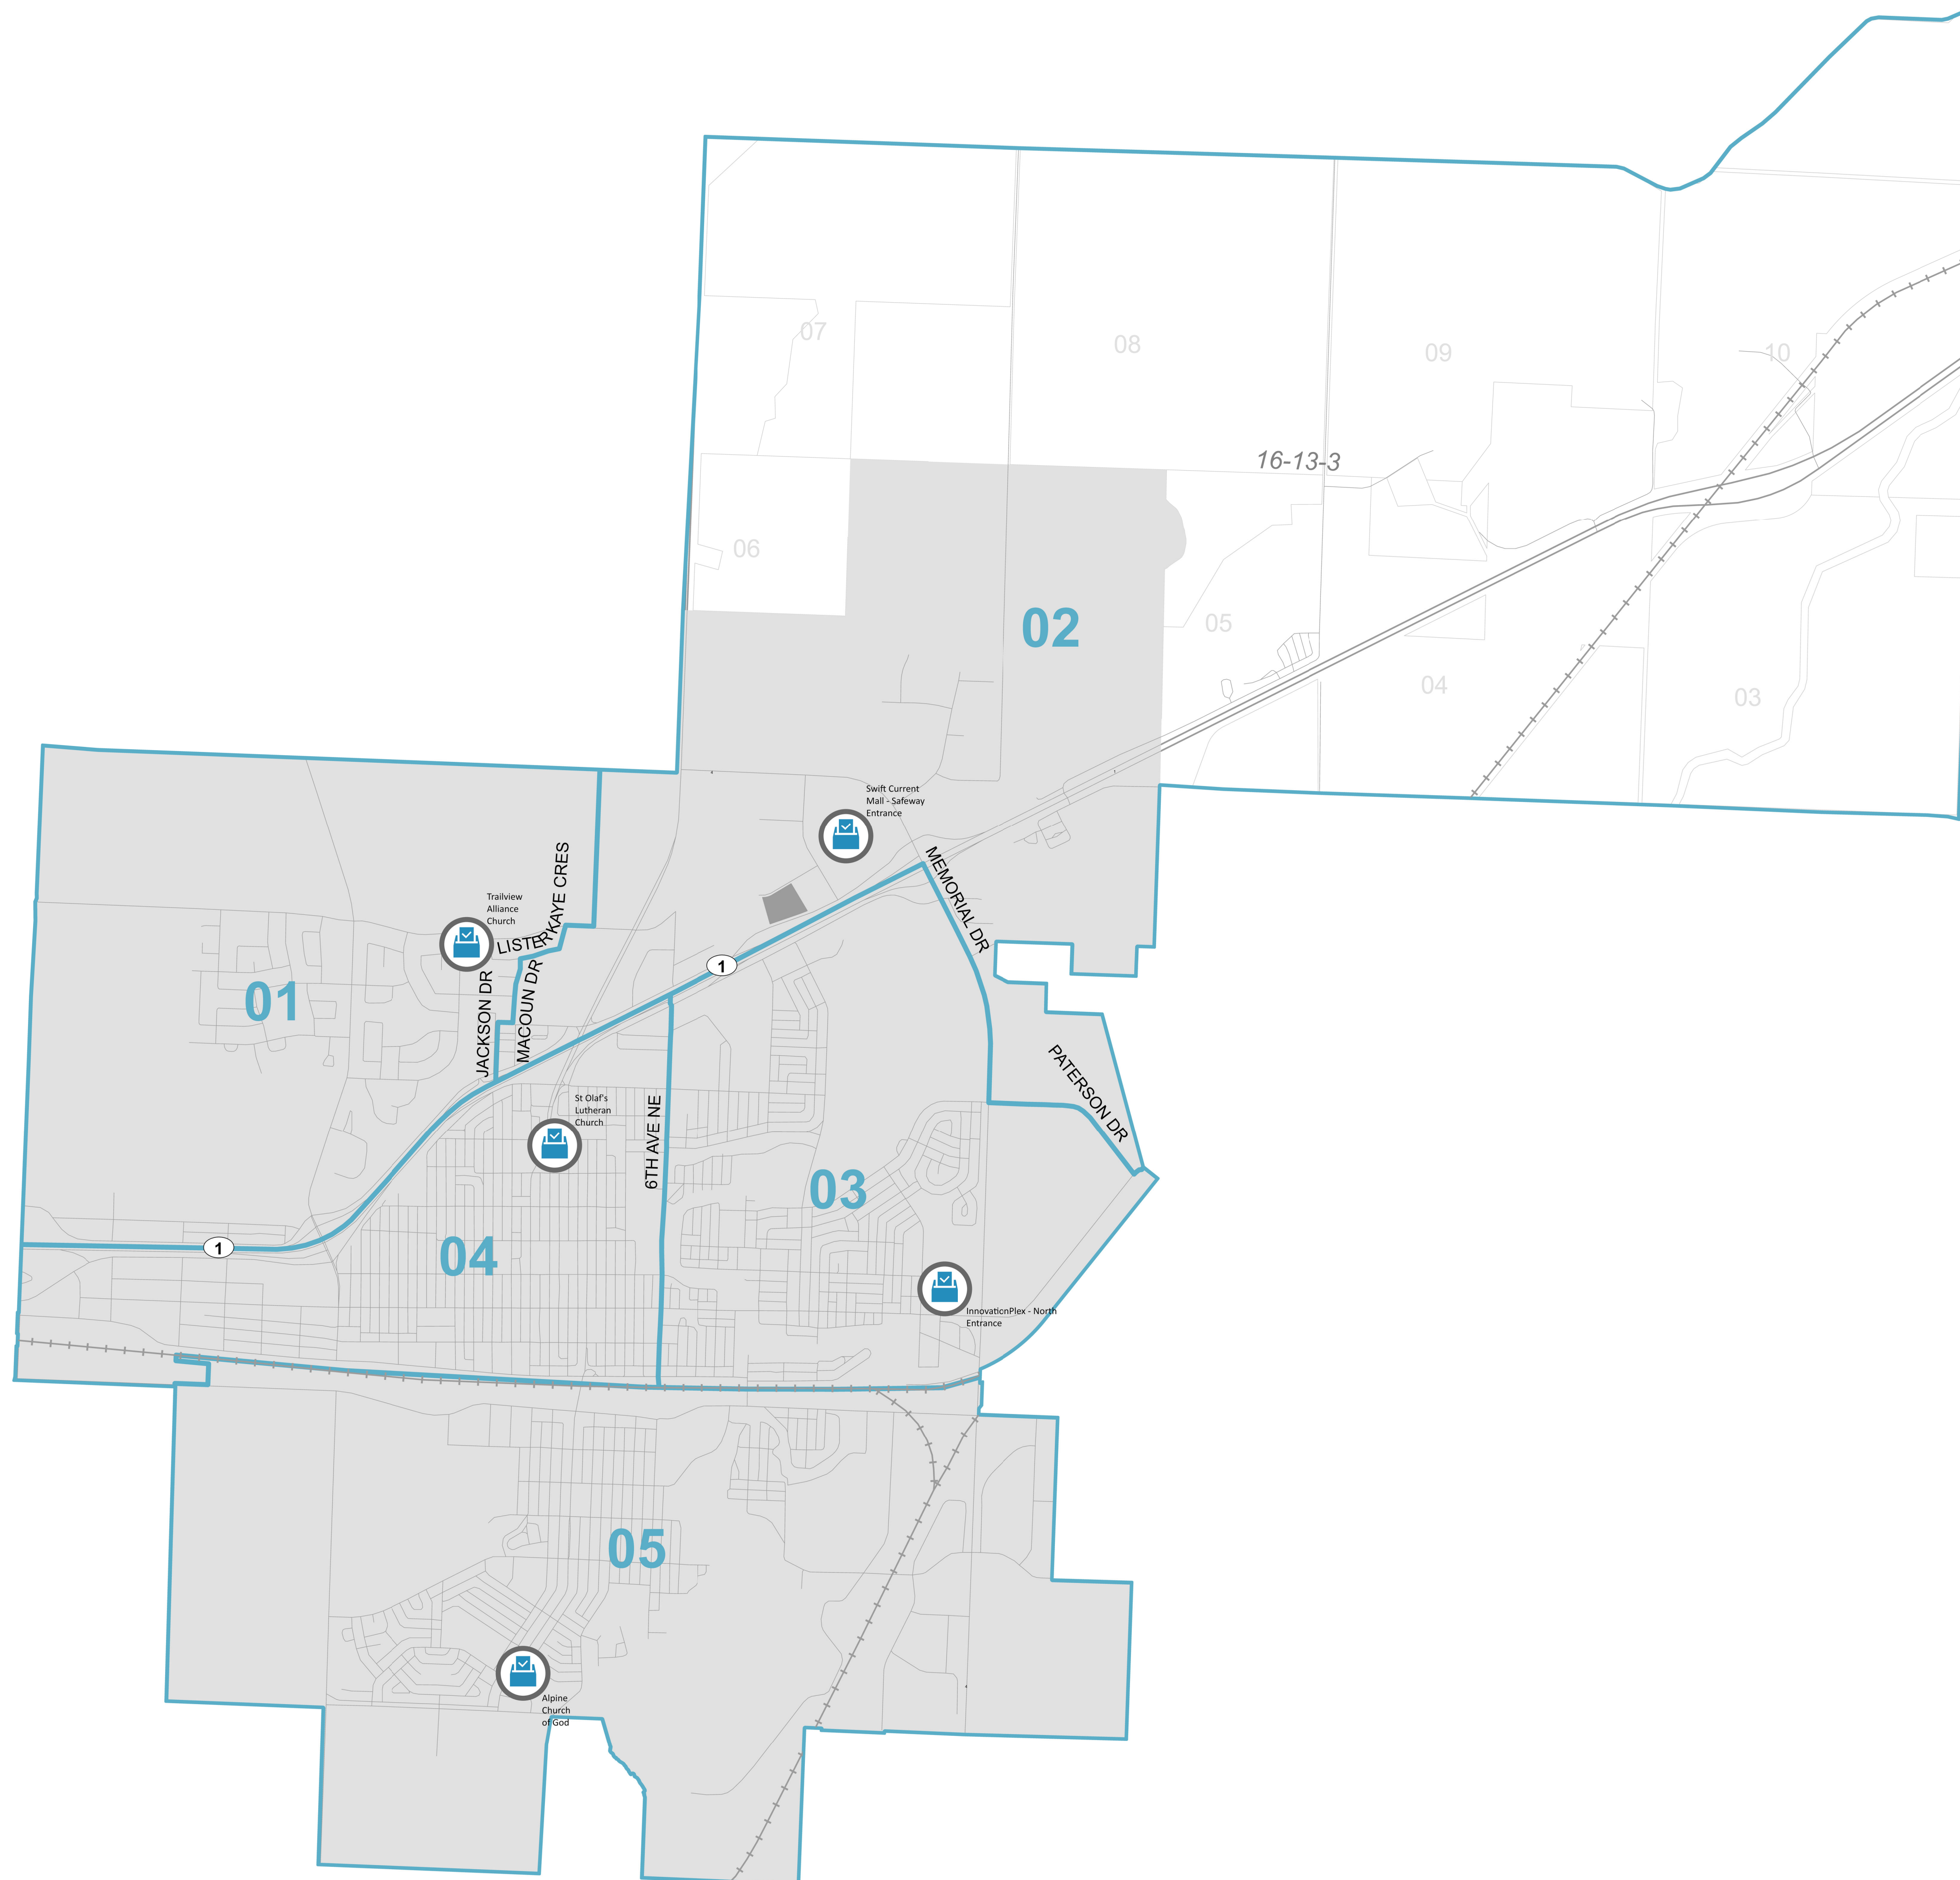 07
08
09
10
16-13-3
06
02
05
04
03
Swift Current
Mall - Safeway
Entrance
MEMORIAL DR
KAYE CRES
Trailview
Alliance
Church
LISTER
1
01
JACKSON DR
MACOUN DR
PATERSON DR
St Olaf's
Lutheran
Church
6TH AVE NE
03
04
1
InnovationPlex - North
Entrance
05
Alpine
Church
of God